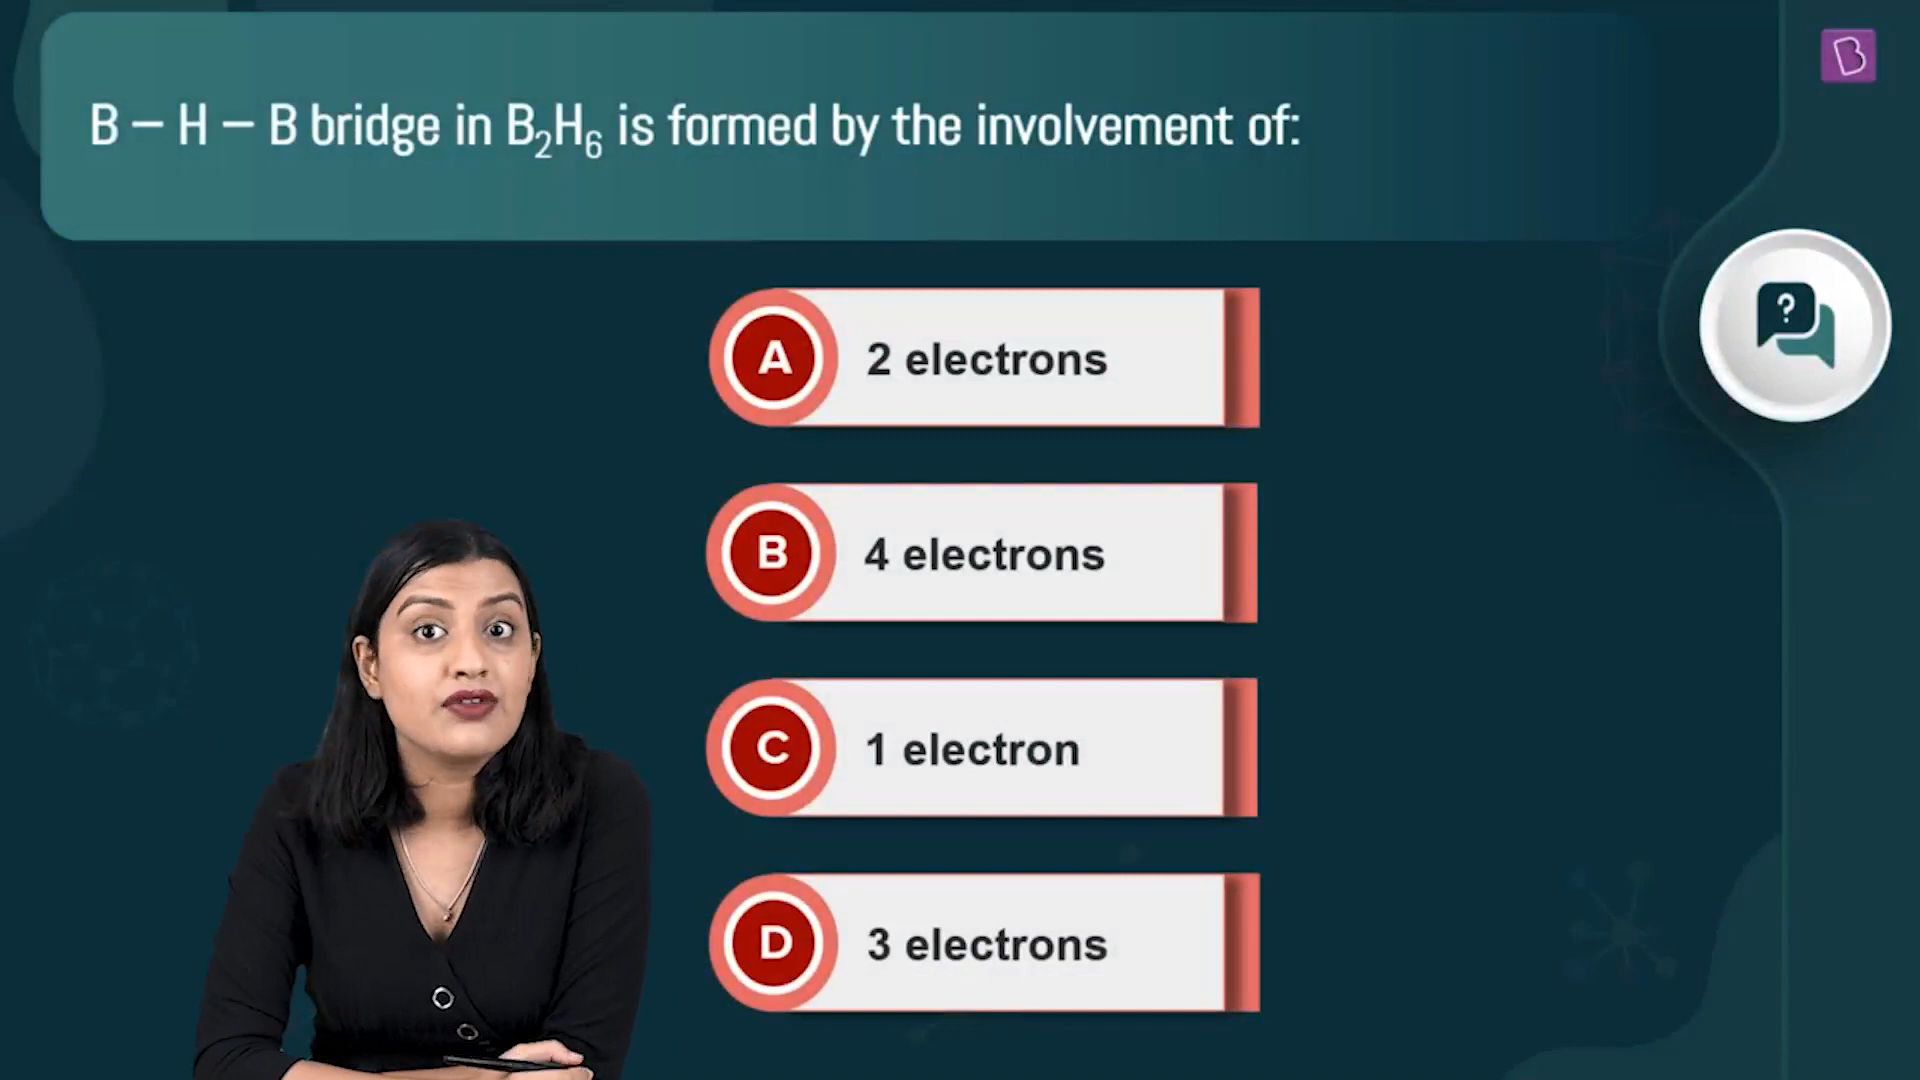 B – H – B bridge in B₂H₆ is formed by the involvement of:
B
?
A 2 electrons
B 4 electrons
C 1 electron
D 3 electrons